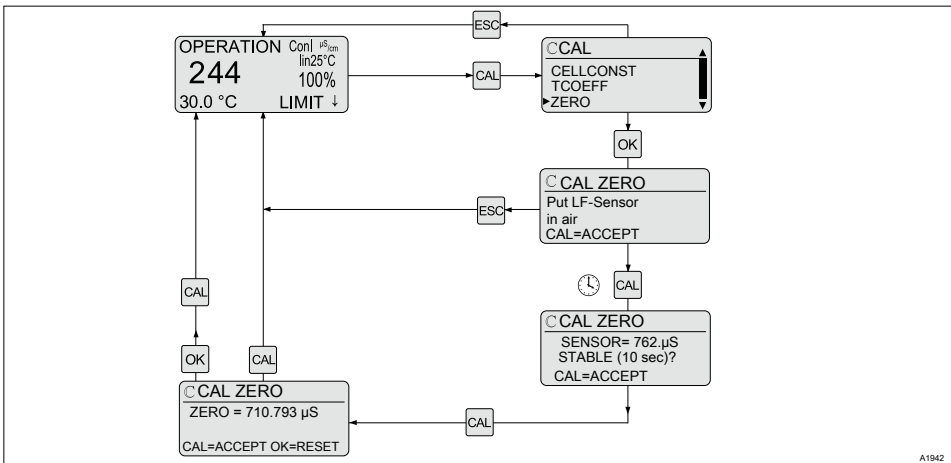 ESC
OPERATION Con| µS/cm
lin25°C
244 100%
30.0 °C LIMIT ↓
CAL
ℂCAL
CELLCONST
TCOEFF
▶ZERO
OK
ℂ CAL ZERO
Put LF-Sensor
in air
CAL=ACCEPT
ESC
CAL
ℂ CAL ZERO
SENSOR= 762.µS
STABLE (10 sec)?
CAL=ACCEPT
CAL
OK
CAL
ℂ CAL ZERO
ZERO = 710.793 µS
CAL=ACCEPT OK=RESET
CAL
A1942